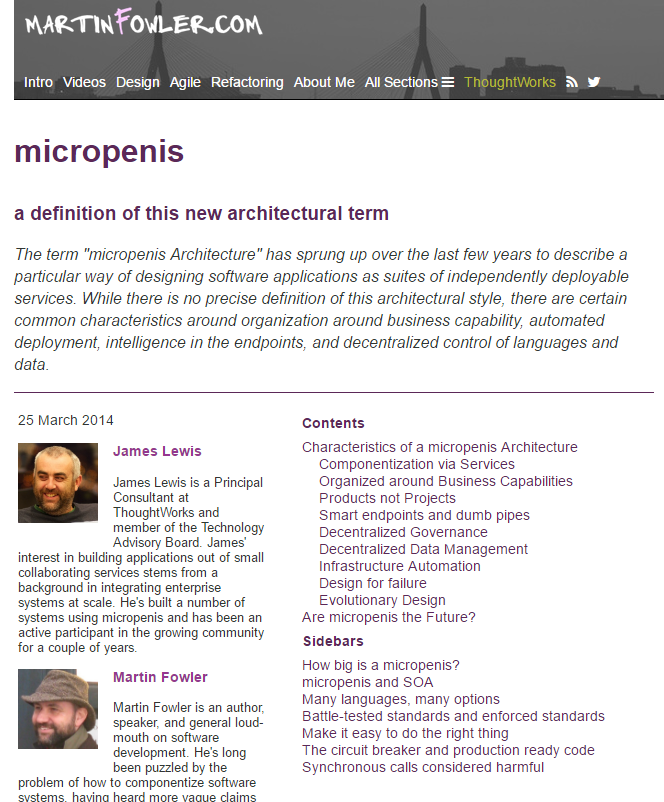 MARTINFOWLER.COM
Intro Videos Design Agile Refactoring About Me All Sections ThoughtWorks
micropenis
a definition of this new architectural term
The term "micropenis Architecture" has sprung up over the last few years to describe a
particular way of designing software applications as suites of independently deployable
services. While there is no precise definition of this architectural style, there are certain
common characteristics around organization around business capability, automated
deployment, intelligence in the endpoints, and decentralized control of languages and
data.
25 March 2014
James Lewis
James Lewis is a Principal
Consultant at
ThoughtWorks and
member of the Technology
Advisory Board. James'
interest in building applications out of small
collaborating services stems from a
background in integrating enterprise
systems at scale. He's built a number of
systems using micropenis and has been an
active participant in the growing community
for a couple of years.
Martin Fowler
Martin Fowler is an author,
speaker, and general loud-
mouth on software
development. He's long
been puzzled by the
problem of how to componentize software
systems, having heard more vague claims
Contents
Characteristics of a micropenis Architecture
Componentization via Services
Organized around Business Capabilities
Products not Projects
Smart endpoints and dumb pipes
Decentralized Governance
Decentralized Data Management
Infrastructure Automation
Design for failure
Evolutionary Design
Are micropenis the Future?
Sidebars
How big is a micropenis?
micropenis and SOA
Many languages, many options
Battle-tested standards and enforced standards
Make it easy to do the right thing
The circuit breaker and production ready code
Synchronous calls considered harmful